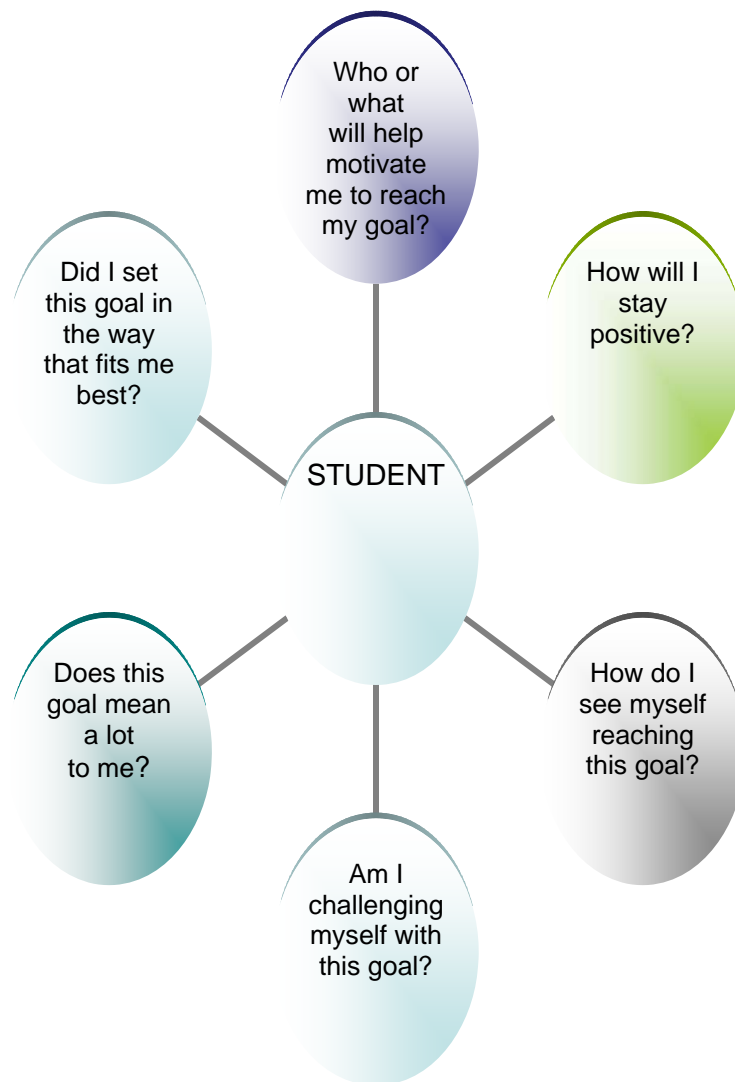 Who or
what
will help
motivate
me to reach
my goal?
How will I
stay
positive?
How do I
see myself
reaching
this goal?
Am I
challenging
myself with
this goal?
Does this
goal mean
a lot
to me?
Did I set
this goal in
the way
that fits me
best?
STUDENT